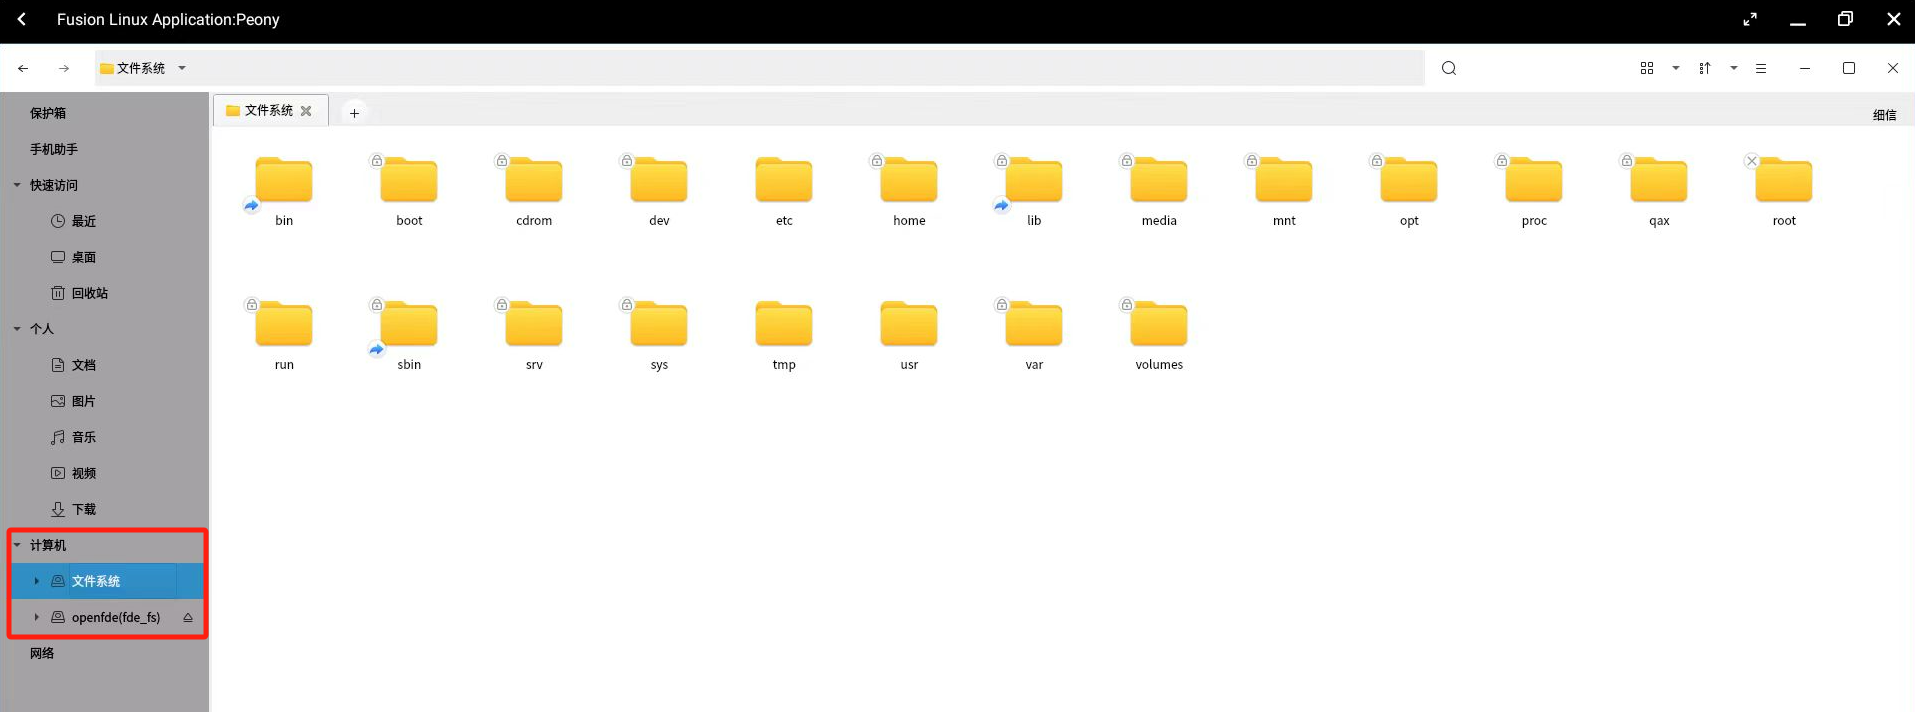 Fusion Linux Application:Peony
文件系统
保护箱
手机助手
快速访问
最近
桌面
回收站
个人
文档
图片
音乐
视频
下载
计算机
文件系统
openfde(fde_fs)
网络
文件系统
细信
bin boot cdrom dev etc home lib media mnt opt proc qax root
run sbin srv sys tmp usr var volumes